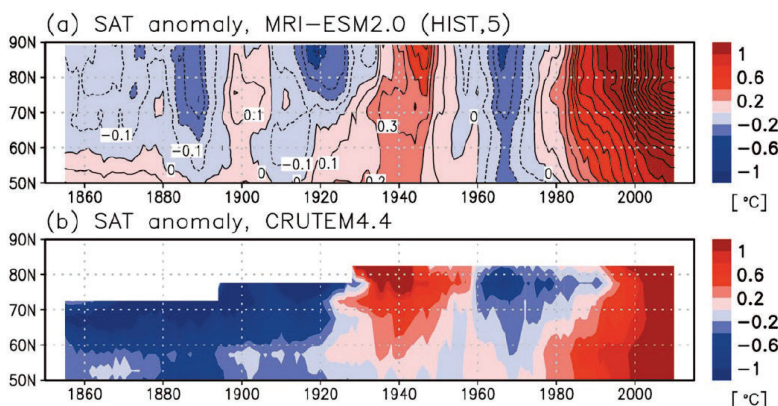 (a) SAT anomaly, MRI-ESM2.0 (HIST,5)
90N
80N
70N
60N
50N
-0.1
0.1
0.3
0
-0.1
0
-0.1
0
-0.1
0.1
0
0.2
0
1860 1880 1900 1920 1940 1960 1980 2000
1
0.6
0.2
-0.2
-0.6
-1
[°C]
(b) SAT anomaly, CRUTEM4.4
90N
80N
70N
60N
50N
1860 1880 1900 1920 1940 1960 1980 2000
1
0.6
0.2
-0.2
-0.6
-1
[°C]